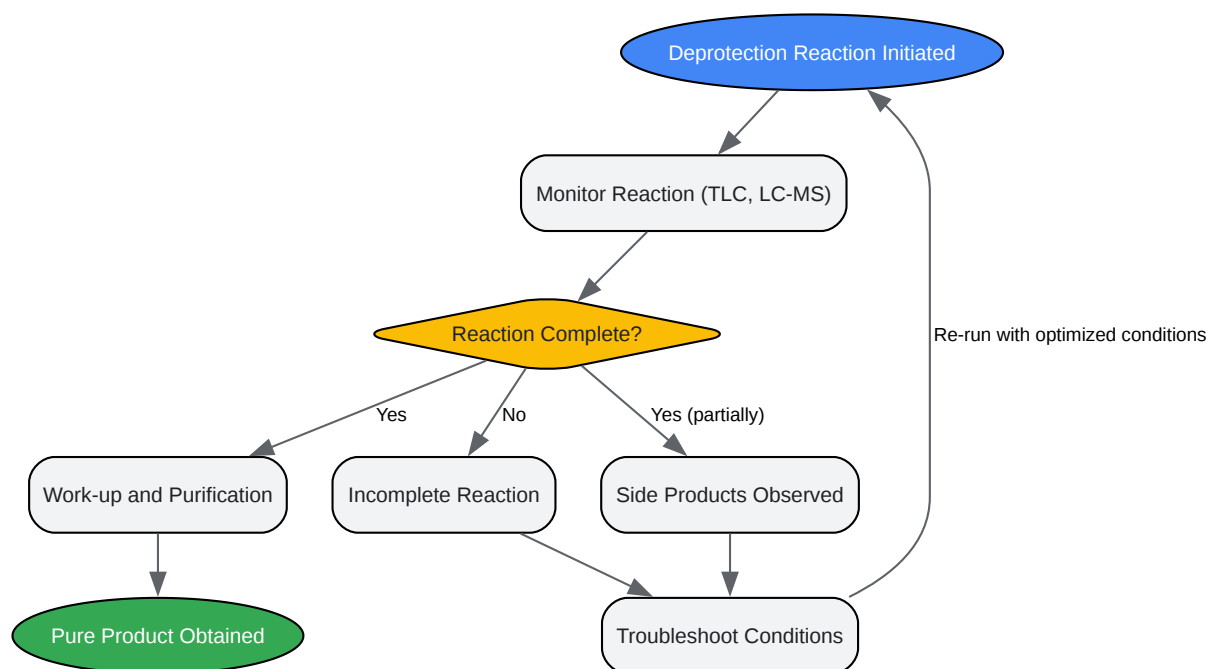 Deprotection Reaction Initiated
Monitor Reaction (TLC, LC-MS)
Reaction Complete?
Re-run with optimized conditions
Yes
No
Yes (partially)
Work-up and Purification
Incomplete Reaction
Side Products Observed
Pure Product Obtained
Troubleshoot Conditions